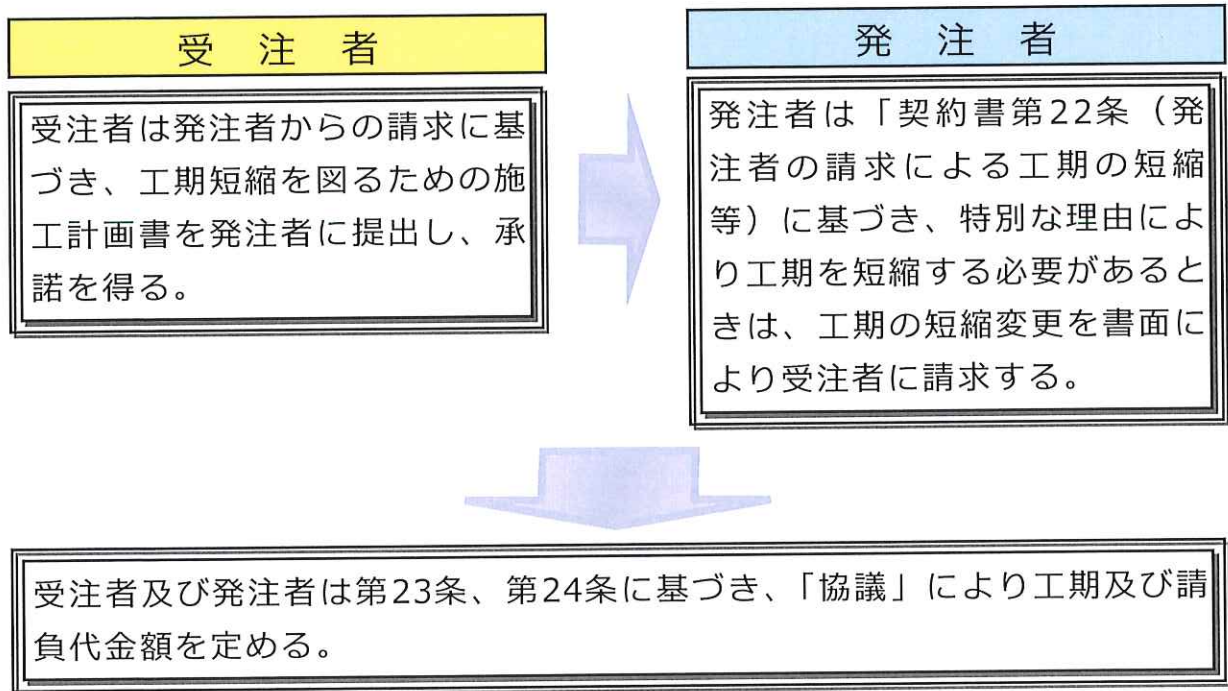 受 注 者
受注者は発注者からの請求に基
づき、工期短縮を図るための施
工計画書を発注者に提出し、承
諾を得る。
発 注 者
発注者は「契約書第22条（発
注者の請求による工期の短縮
等）に基づき、特別な理由によ
り工期を短縮する必要があると
きは、工期の短縮変更を書面に
より受注者に請求する。
受注者及び発注者は第23条、第24条に基づき、「協議」により工期及び請
負代金額を定める。